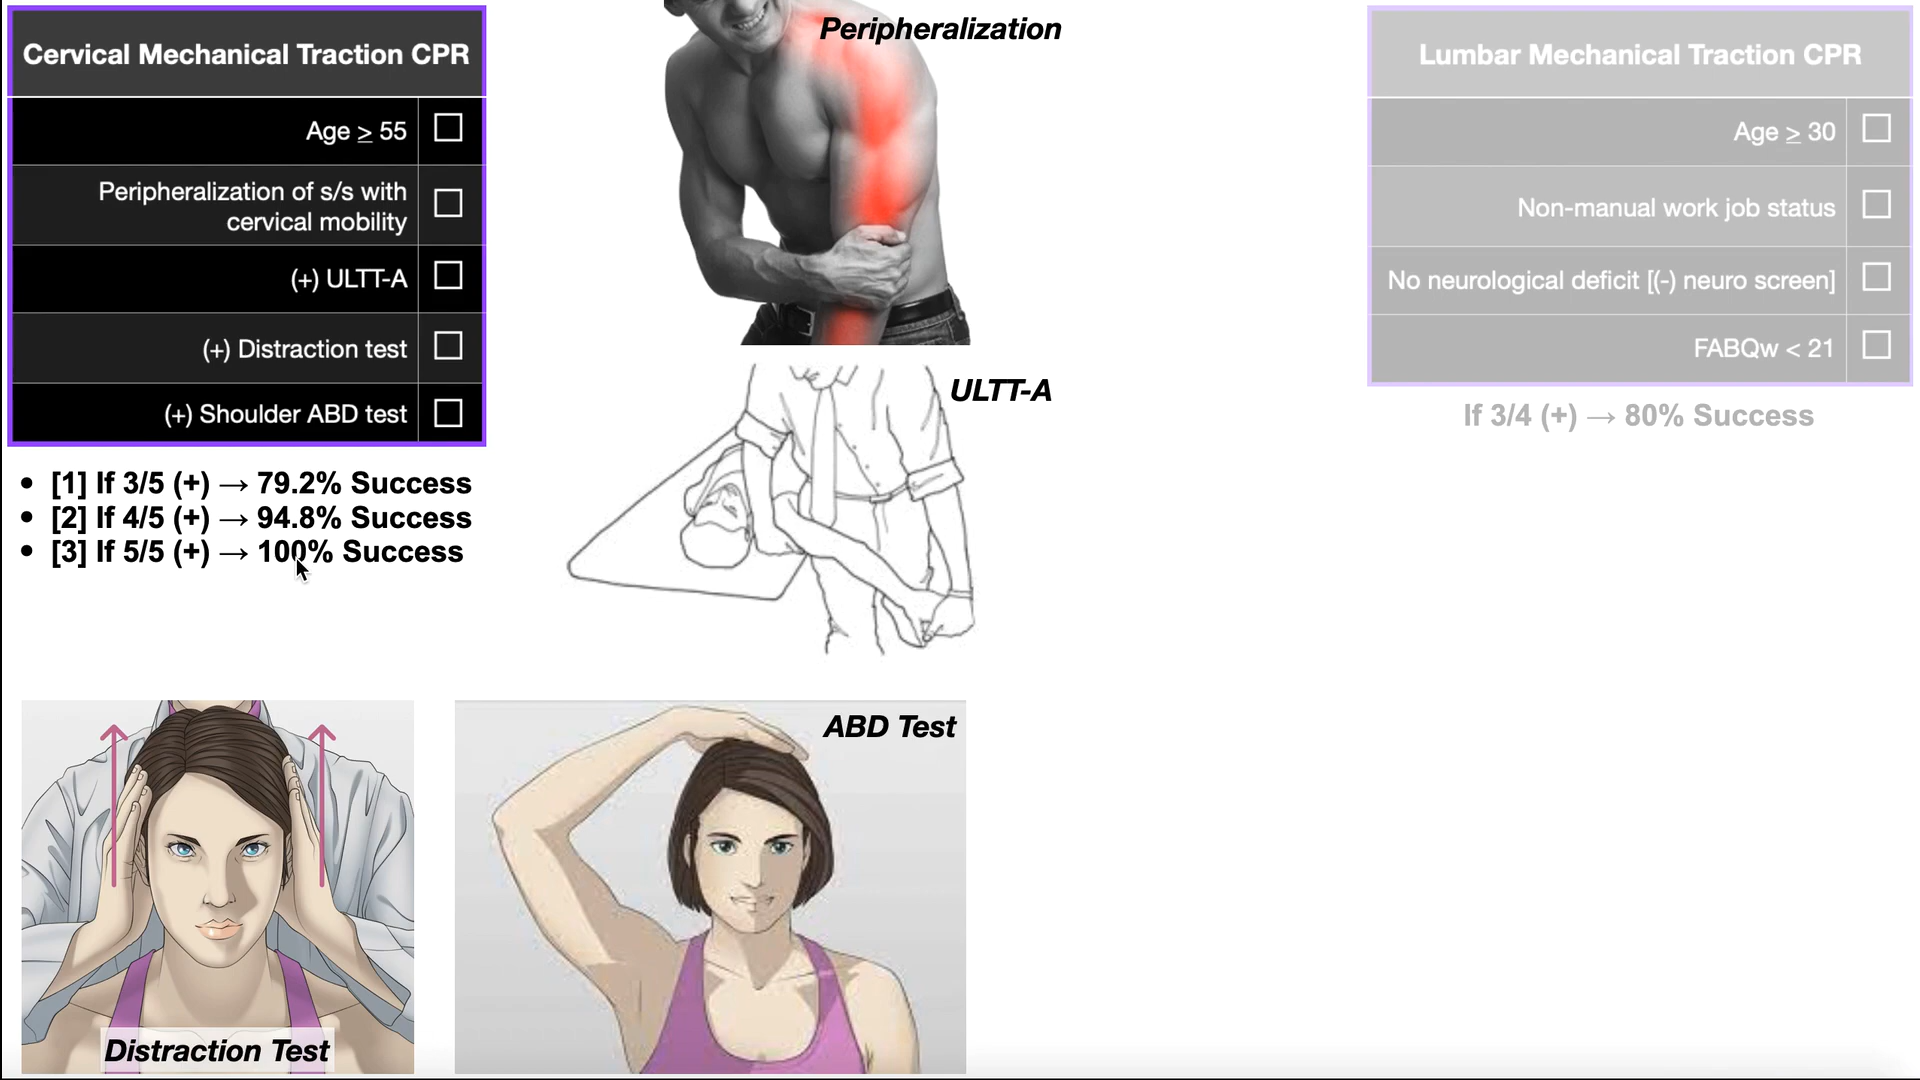 Cervical Mechanical Traction CPR
Age ≥ 55
Peripheralization of s/s with
cervical mobility
(+) ULTT-A
(+) Distraction test
(+) Shoulder ABD test
• [1] If 3/5 (+) → 79.2% Success
• [2] If 4/5 (+) → 94.8% Success
• [3] If 5/5 (+) → 100% Success
Peripheralization
ULTT-A
Distraction Test
ABD Test
Lumbar Mechanical Traction CPR
Age ≥ 30
Non-manual work job status
No neurological deficit [(-) neuro screen]
FABQw < 21
If 3/4 (+) → 80% Success